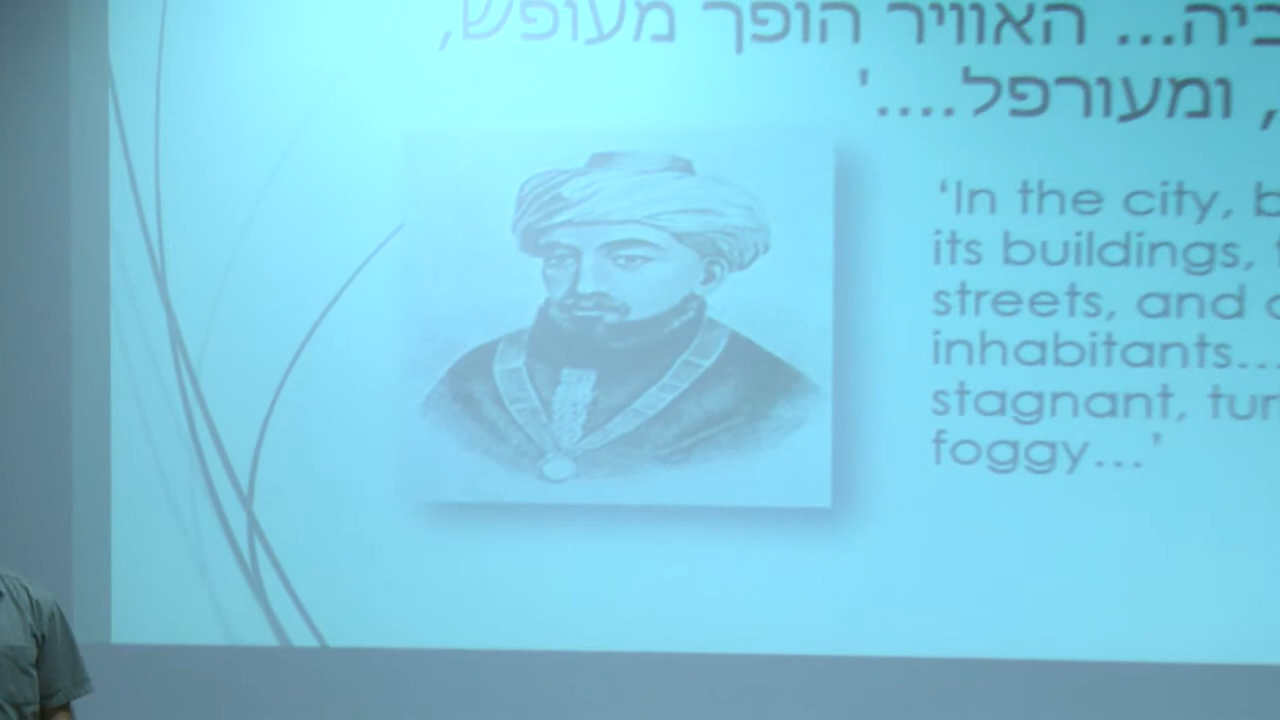 האוויר הופך מעופש,
, ומעורפל....'
'In the city,
its buildings,
streets, and
inhabitants...
stagnant,
foggy...'